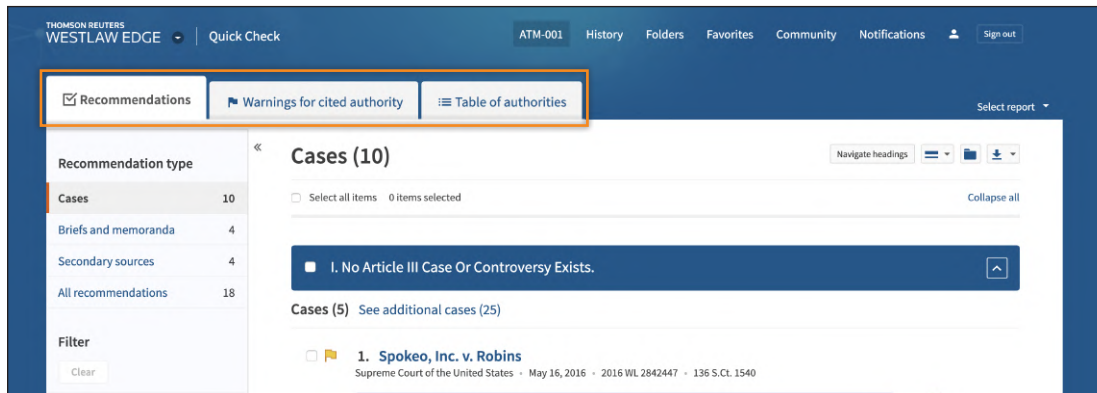 THOMSON REUTERS
WESTLAW EDGE Quick Check
ATM-001 History Folders Favorites Community Notifications Sign out
Recommendations Warnings for cited authority Table of authorities
Select report
Recommendation type
Cases 10
Briefs and memoranda 4
Secondary sources 4
All recommendations 18
Filter
Clear
«
Cases (10)
Navigate headings
Select all items 0 items selected
Collapse all
I. No Article III Case Or Controversy Exists.
Cases (5) See additional cases (25)
1. Spokeo, Inc. v. Robins
Supreme Court of the United States • May 16, 2016 • 2016 WL 2842447 • 136 S.Ct. 1540